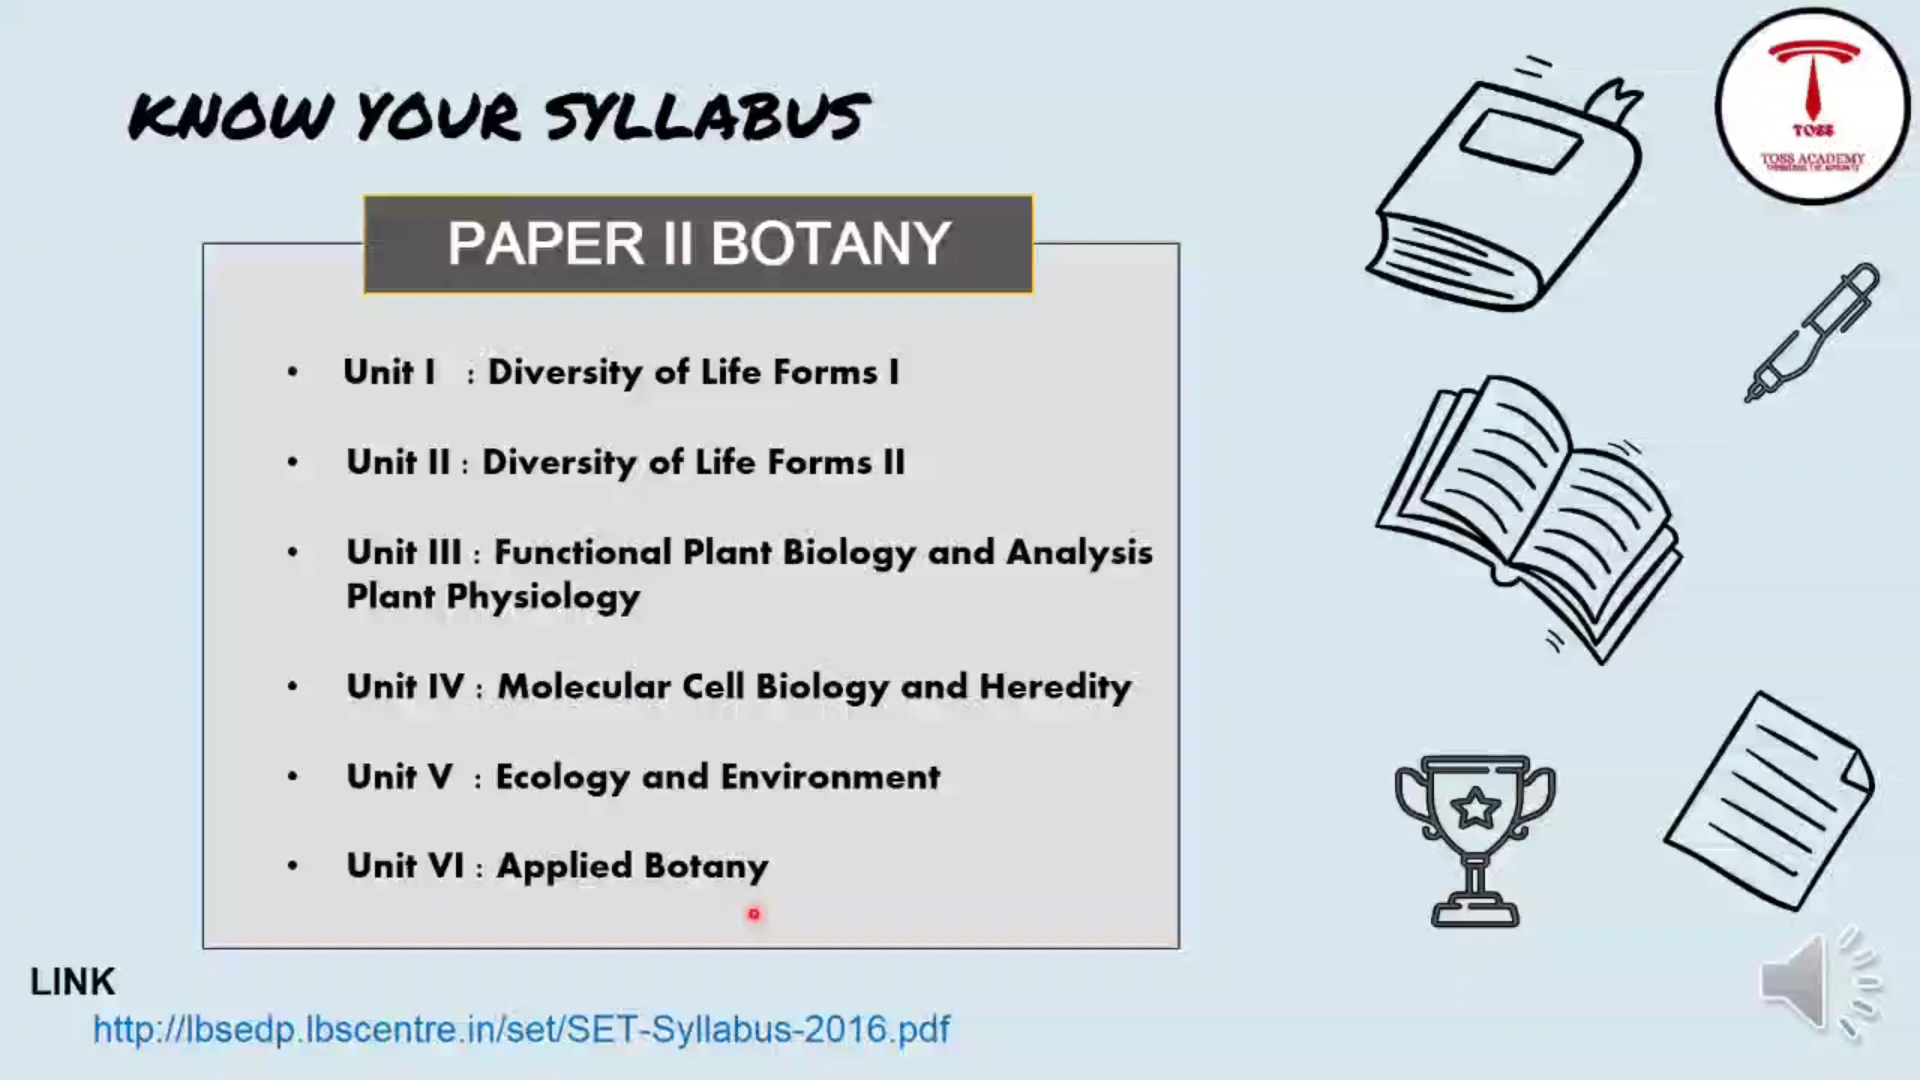 KNOW YOUR SYLLABUS
TOSS
TOSS ACADEMY
PAPER II BOTANY
• Unit I : Diversity of Life Forms I
• Unit II : Diversity of Life Forms II
• Unit III : Functional Plant Biology and Analysis
Plant Physiology
• Unit IV : Molecular Cell Biology and Heredity
• Unit V : Ecology and Environment
• Unit VI : Applied Botany
LINK
http://lbsedp.lbscentre.in/set/SET-Syllabus-2016.pdf